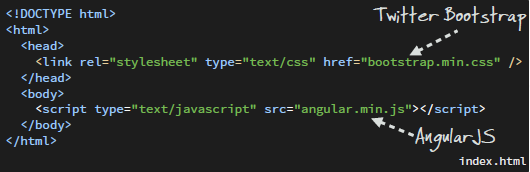 <!DOCTYPE html>
<html>
<head>
<link rel="stylesheet" type="text/css" href="bootstrap.min.css" />
</head>
<body>
<script type="text/javascript" src="angular.min.js"></script>
</body>
</html>
Twitter Bootstrap
AngularJS
index.html